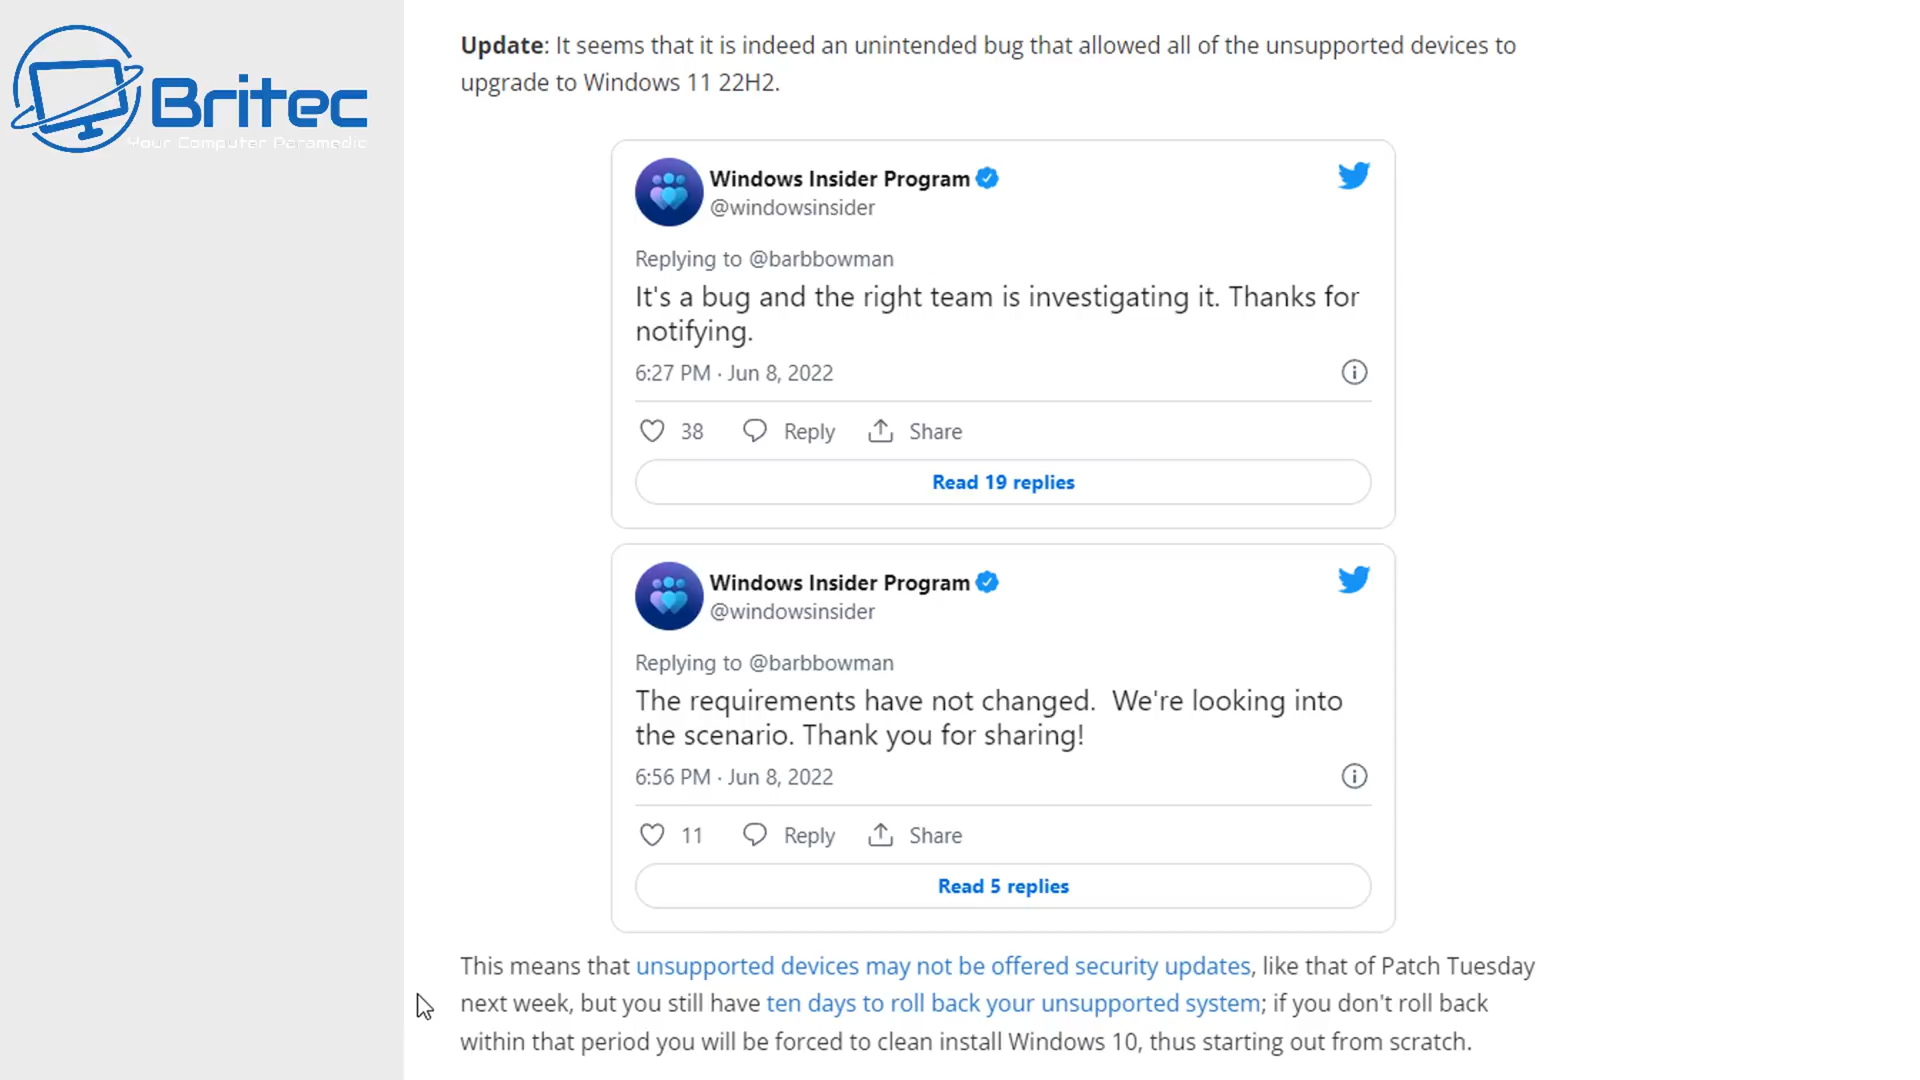 Britec
Your Computer Paramedic
Update: It seems that it is indeed an unintended bug that allowed all of the unsupported devices to
upgrade to Windows 11 22H2.
Windows Insider Program
@windowsinsider
Replying to @barbbowman
It's a bug and the right team is investigating it. Thanks for
notifying.
6:27 PM · Jun 8, 2022
38 Reply Share
Read 19 replies
Windows Insider Program
@windowsinsider
Replying to @barbbowman
The requirements have not changed.  We're looking into
the scenario. Thank you for sharing!
6:56 PM · Jun 8, 2022
11 Reply Share
Read 5 replies
This means that unsupported devices may not be offered security updates, like that of Patch Tuesday
next week, but you still have ten days to roll back your unsupported system; if you don't roll back
within that period you will be forced to clean install Windows 10, thus starting out from scratch.